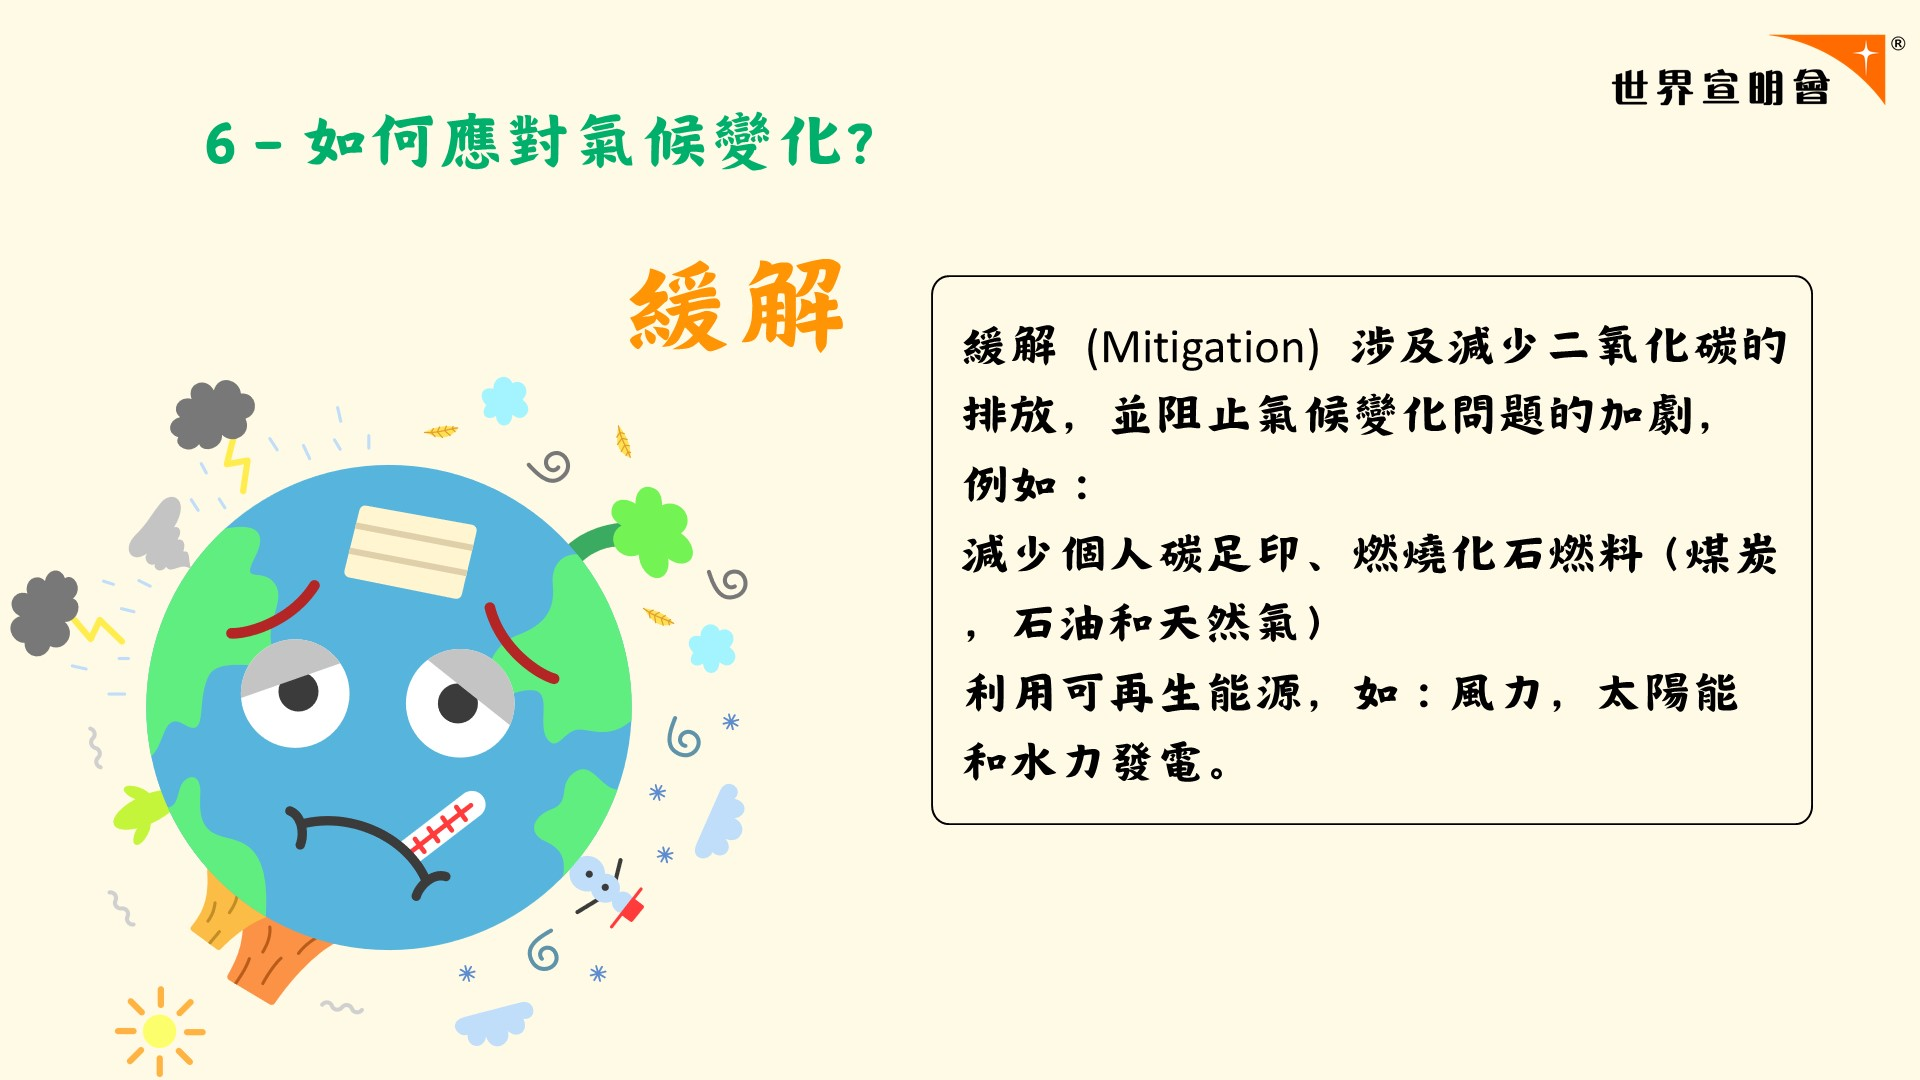 世界宣明會®
6 – 如何應對氣候變化?
緩解
緩解 (Mitigation) 涉及減少二氧化碳的
排放，並阻止氣候變化問題的加劇，
例如：
減少個人碳足印、燃燒化石燃料（煤炭
，石油和天然氣）
利用可再生能源，如：風力，太陽能
和水力發電。